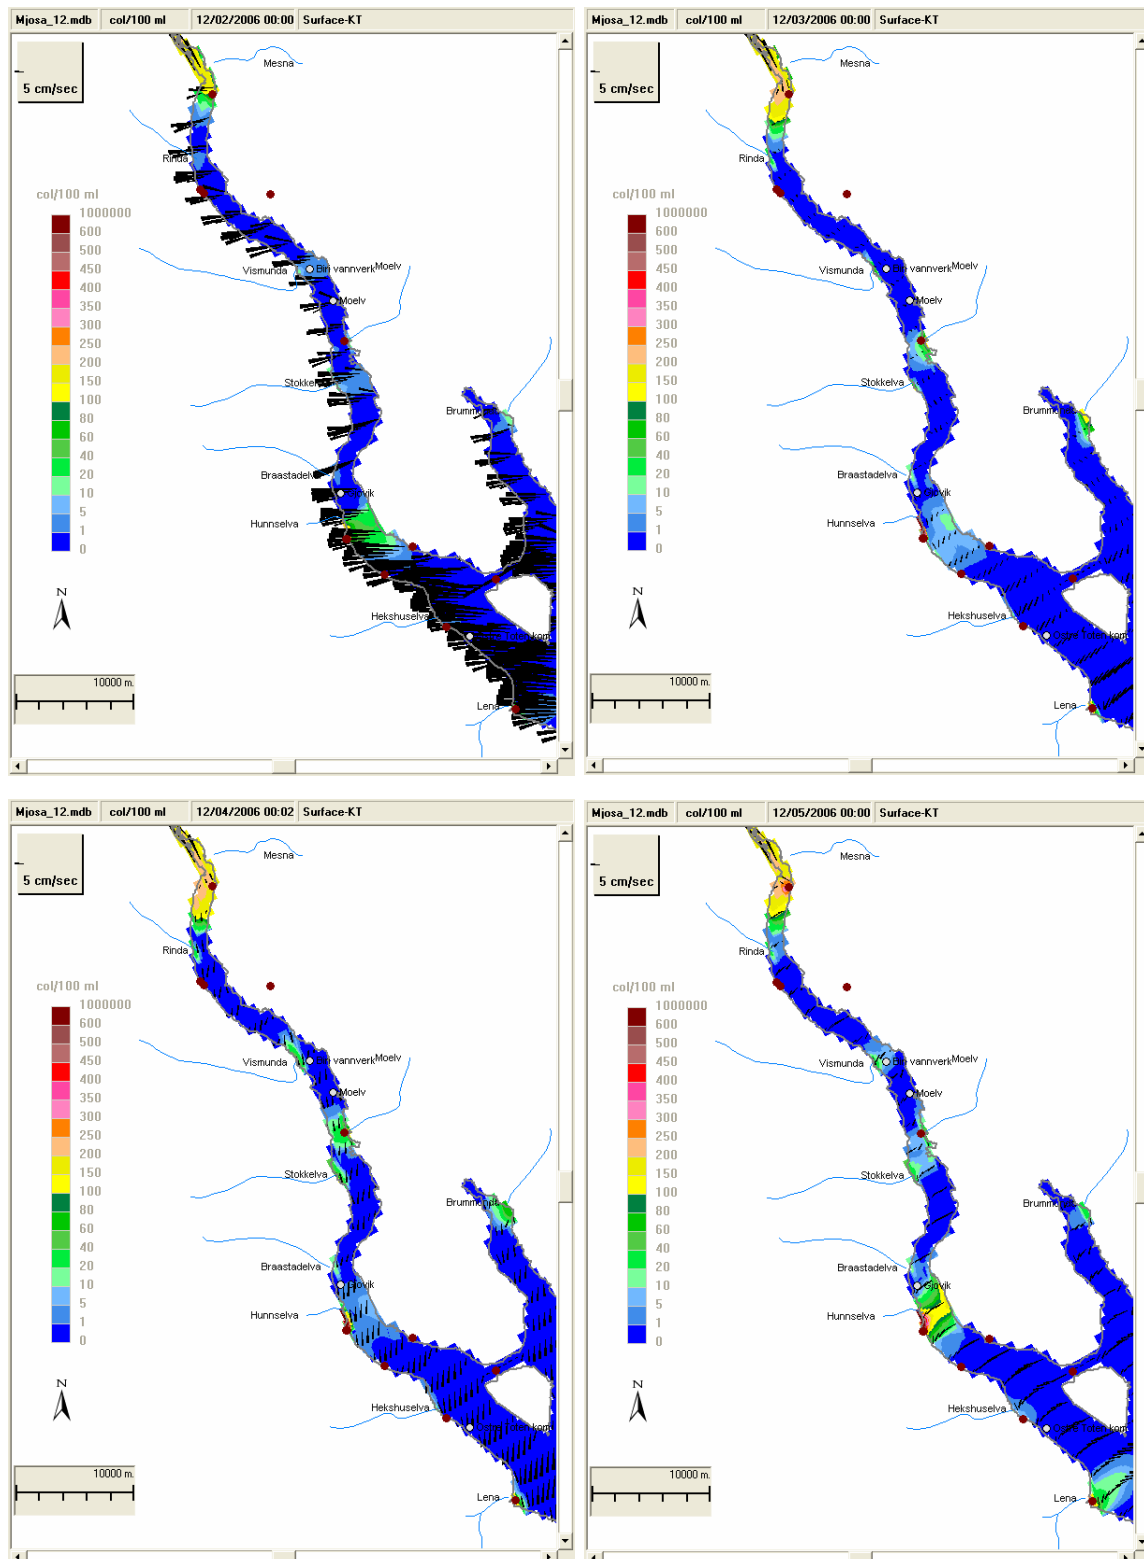 Mjosa_12.mdb col/100 ml 12/02/2006 00:00 Surface-KT
5 cm/sec
Mesna
Rinda
col/100 ml
1000000
600
500
450
400
350
300
250
200
150
100
80
60
40
20
10
5
1
0
Vismunda
Biri vannverk
Moelv
Moelv
Stokkelva
Braastadelva
Hunnselva
Hekshuselva
Lena
N
10000 m.
Mjosa_12.mdb col/100 ml 12/03/2006 00:00 Surface-KT
5 cm/sec
Mesna
Rinda
col/100 ml
1000000
600
500
450
400
350
300
250
200
150
100
80
60
40
20
10
5
1
0
Vismunda
vannverk
Moelv
Moelv
Stokkelva
Braastadelva
Hunnselva
Hekshuselva
Lena
N
10000 m.
Mjosa_12.mdb col/100 ml 12/04/2006 00:02 Surface-KT
5 cm/sec
Mesna
Rinda
col/100 ml
1000000
600
500
450
400
350
300
250
200
150
100
80
60
40
20
10
5
1
0
Vismunda
vannverk
Moelv
Moelv
Stokkelva
Braastadelva
Gjovik
Hunnselva
Hekshuselva
Lena
N
10000 m.
Mjosa_12.mdb col/100 ml 12/05/2006 00:00 Surface-KT
5 cm/sec
Mesna
Rinda
col/100 ml
1000000
600
500
450
400
350
300
250
200
150
100
80
60
40
20
10
5
1
0
Vismunda
vannverk
Moelv
Moelv
Stokkelva
Braastadelva
Gjovik
Hunnselva
Hekshuselva
Lena
N
10000 m.